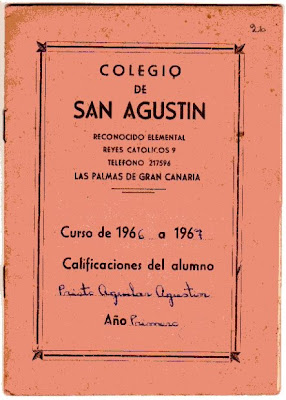 26
COLEGIO
DE
SAN AGUSTIN
RECONOCIDO ELEMENTAL
REYES CATOLICOS 9
TELEFONO 217596
LAS PALMAS DE GRAN CANARIA
Curso de 1966 a 1967
Calificaciones del alumno
Prieto Aguilar Agustin
Año Primero